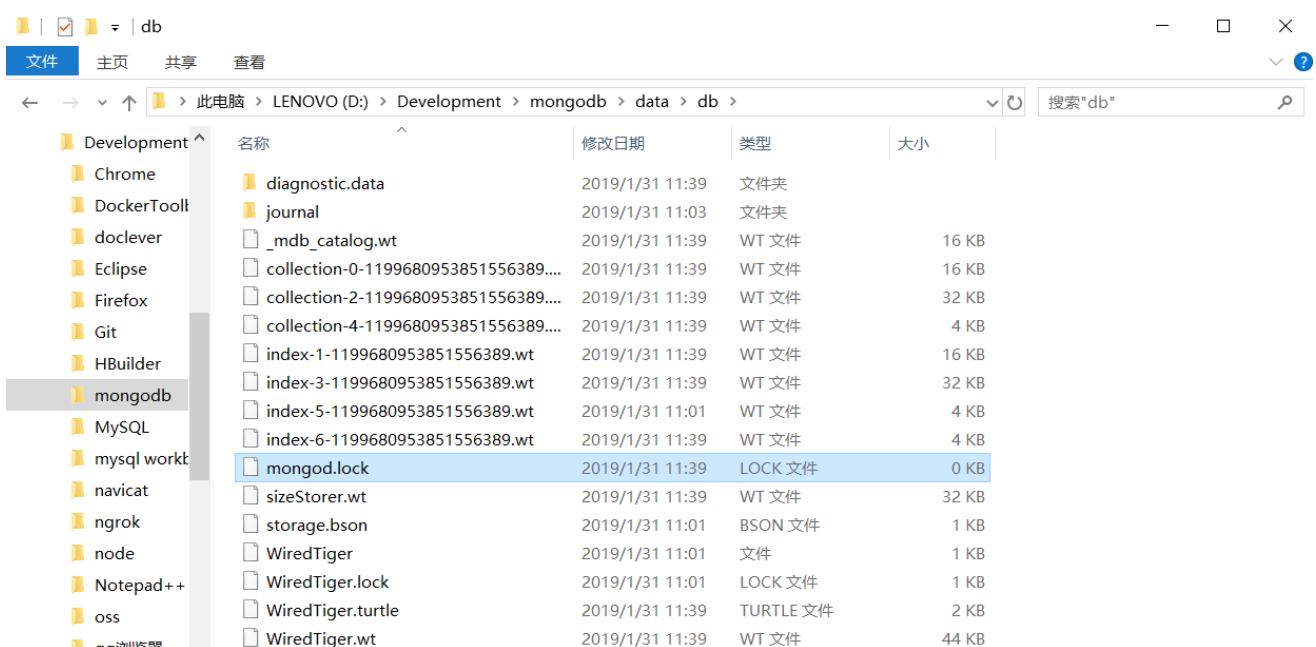 db
文件 主页 共享 查看
此电脑 > LENOVO (D:) > Development > mongodb > data > db > 搜索"db"
Development
Chrome
DockerToolb
doclever
Eclipse
Firefox
Git
HBuilder
mongodb
MySQL
mysql workb
navicat
ngrok
node
Notepad++
oss
名称 修改日期 类型 大小
diagnostic.data 2019/1/31 11:39 文件夹
journal 2019/1/31 11:03 文件夹
_mdb_catalog.wt 2019/1/31 11:39 WT 文件 16 KB
collection-0-1199680953851556389.... 2019/1/31 11:39 WT 文件 16 KB
collection-2-1199680953851556389.... 2019/1/31 11:39 WT 文件 32 KB
collection-4-1199680953851556389.... 2019/1/31 11:39 WT 文件 4 KB
index-1-1199680953851556389.wt 2019/1/31 11:39 WT 文件 16 KB
index-3-1199680953851556389.wt 2019/1/31 11:39 WT 文件 32 KB
index-5-1199680953851556389.wt 2019/1/31 11:01 WT 文件 4 KB
index-6-1199680953851556389.wt 2019/1/31 11:39 WT 文件 4 KB
mongod.lock 2019/1/31 11:39 LOCK 文件 0 KB
sizeStorer.wt 2019/1/31 11:39 WT 文件 32 KB
storage.bson 2019/1/31 11:01 BSON 文件 1 KB
WiredTiger 2019/1/31 11:01 文件 1 KB
WiredTiger.lock 2019/1/31 11:01 LOCK 文件 1 KB
WiredTiger.turtle 2019/1/31 11:39 TURTLE 文件 2 KB
WiredTiger.wt 2019/1/31 11:39 WT 文件 44 KB